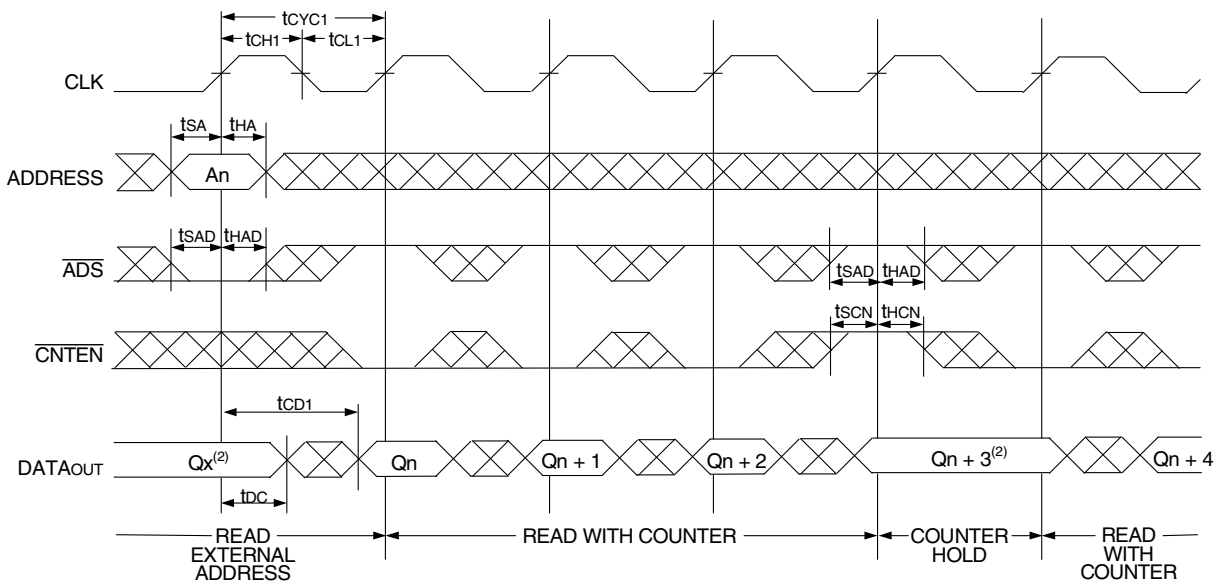 tCYC1
tCH1 tCL1
CLK
tSA tHA
ADDRESS An
tSAD tHAD
ADS
tSAD tHAD
tSCN tHCN
CNTEN
tCD1
DATAOUT Qx(2) Qn Qn + 1 Qn + 2 Qn + 3(2) Qn + 4
tDC
READ EXTERNAL ADDRESS
READ WITH COUNTER
COUNTER HOLD
READ WITH COUNTER